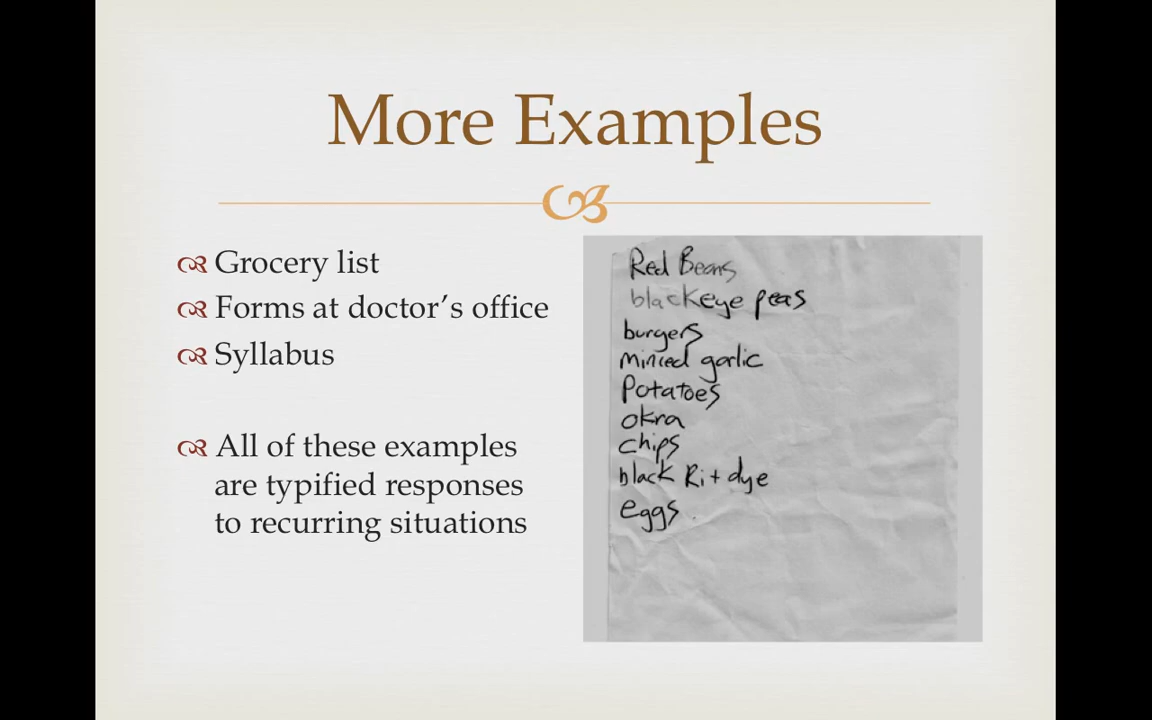 More Examples
Grocery list
Forms at doctor’s office
Syllabus
All of these examples
are typified responses
to recurring situations
Red Beans
blackeye peas
burgers
minced garlic
Potatoes
okra
chips
black Rit dye
eggs